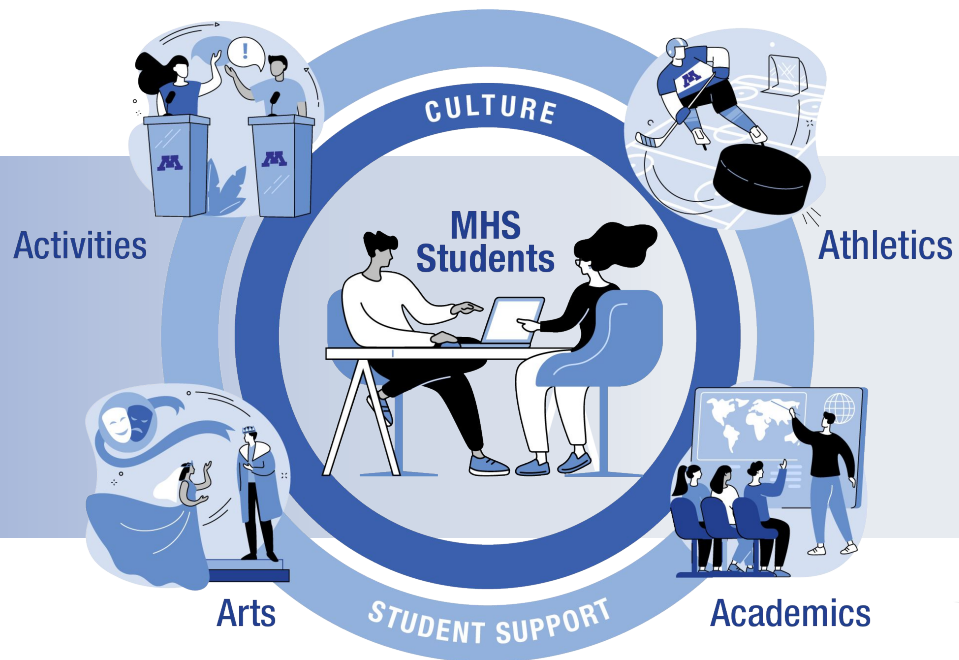 !
M
M
M
CULTURE
MHS
Students
Activities
Athletics
Arts
Academics
STUDENT SUPPORT